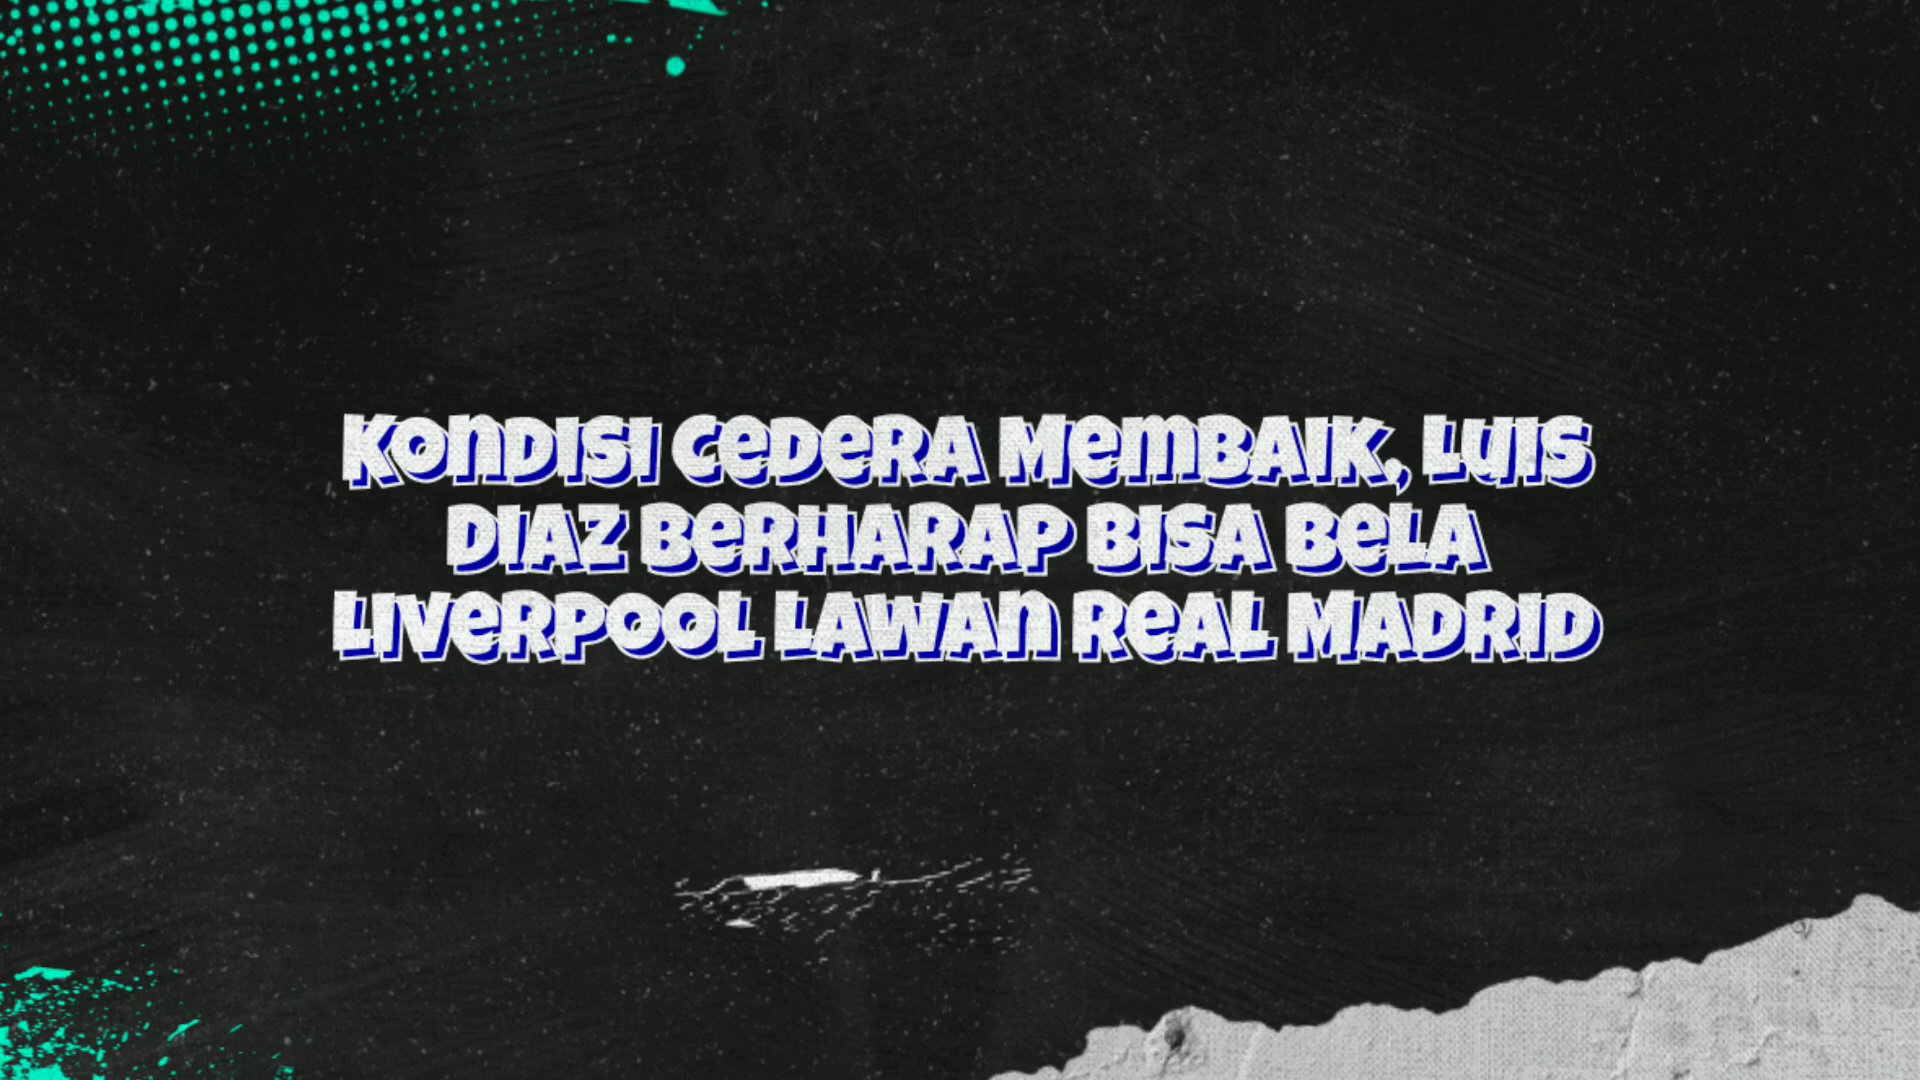 KONDISI CEDERA MEMBAIK, LUIS
DIAZ BERHARAP BISA BELA
LIVERPOOL LAWAN REAL MADRID